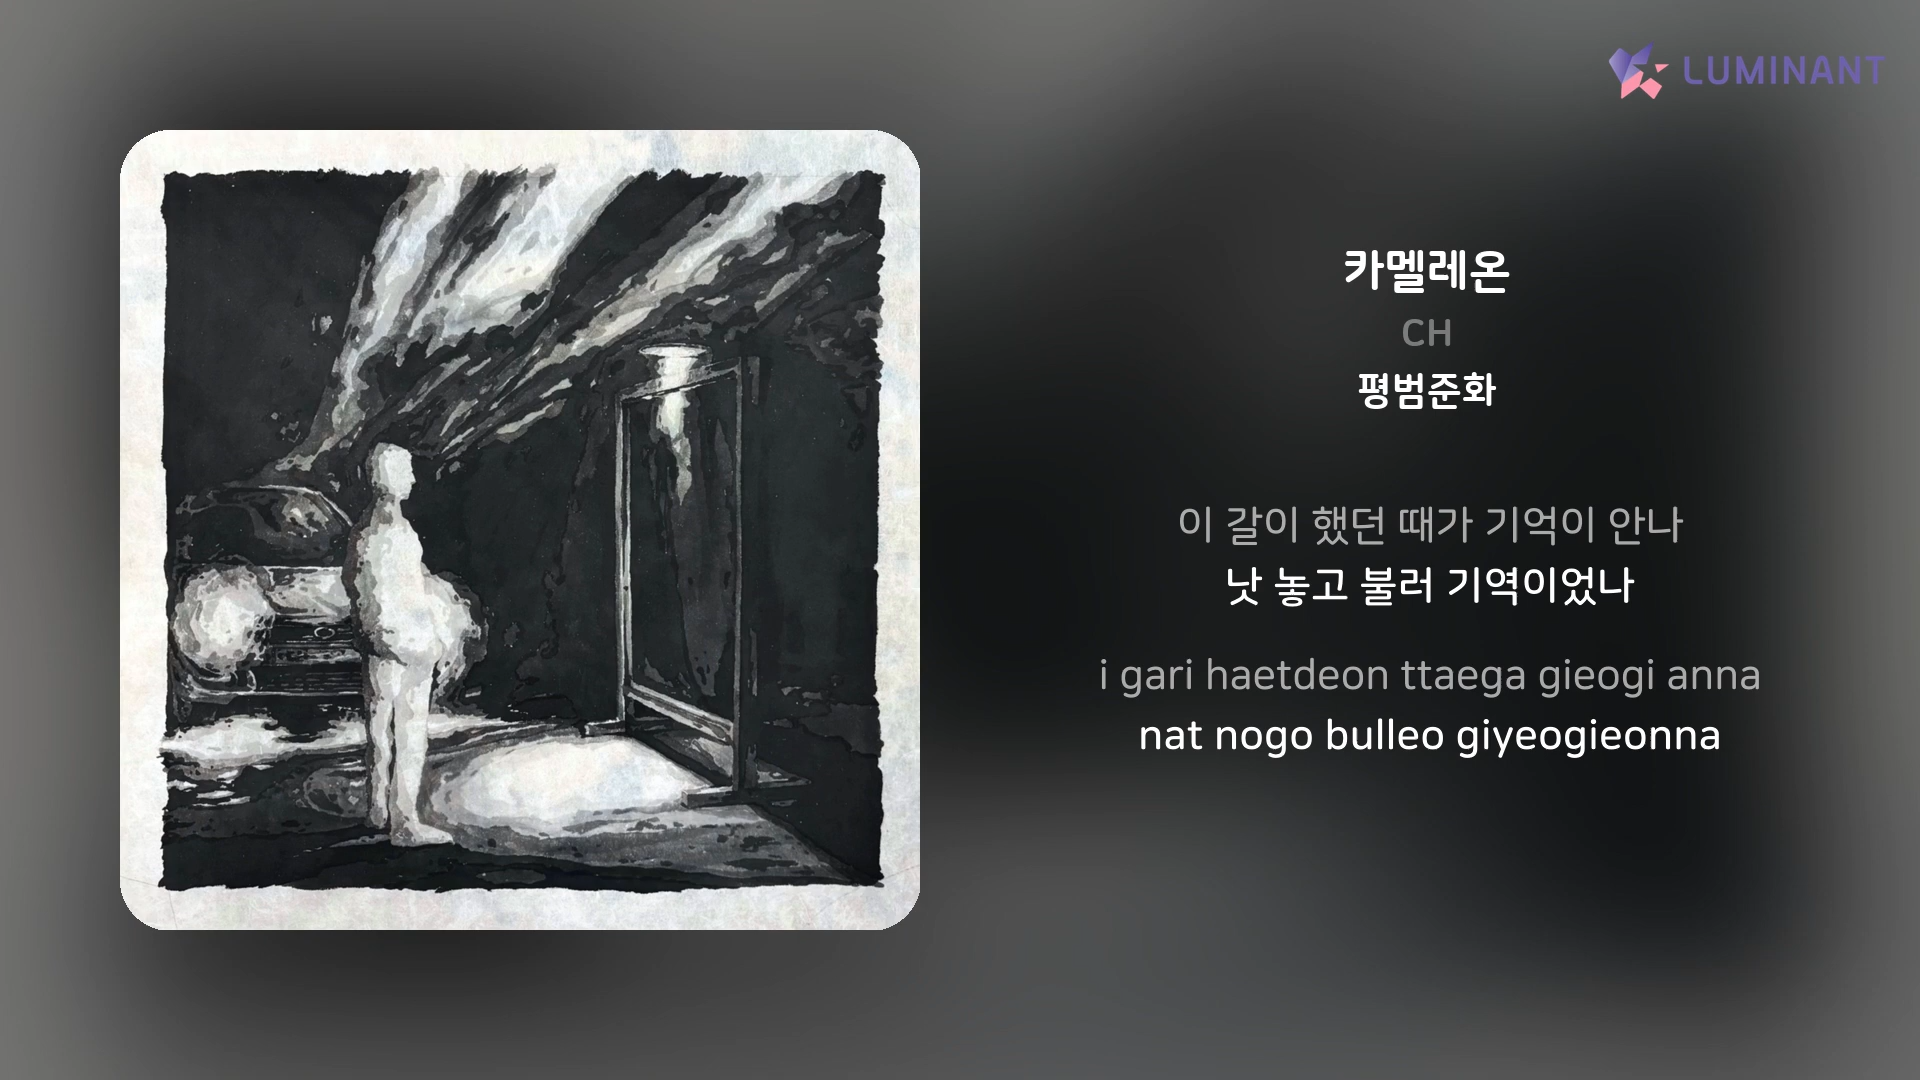 LUMINANT
카멜레온
CH
평범준화
이 갈이 했던 때가 기억이 안나
낫 놓고 불러 기역이었나
i gari haetdeon ttaega gieogi anna
nat nogo bulleo giyeogieonna